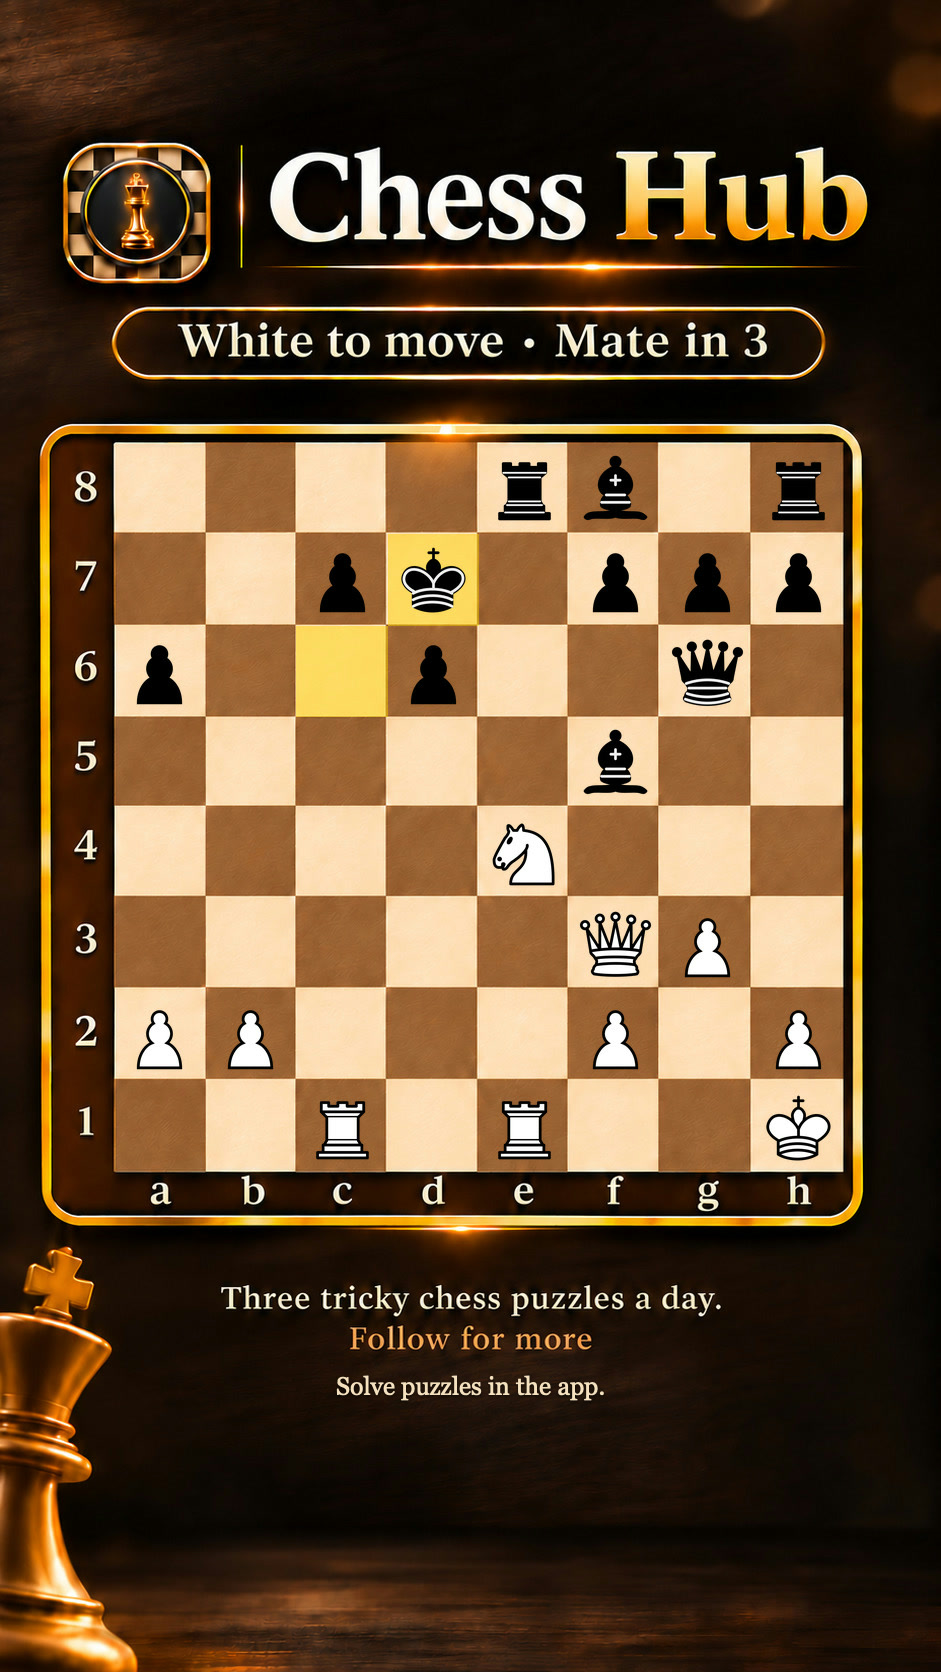 Chess Hub
White to move • Mate in 3
8
7
6
5
4
3
2
1
a b c d e f g h
Three tricky chess puzzles a day.
Follow for more
Solve puzzles in the app.